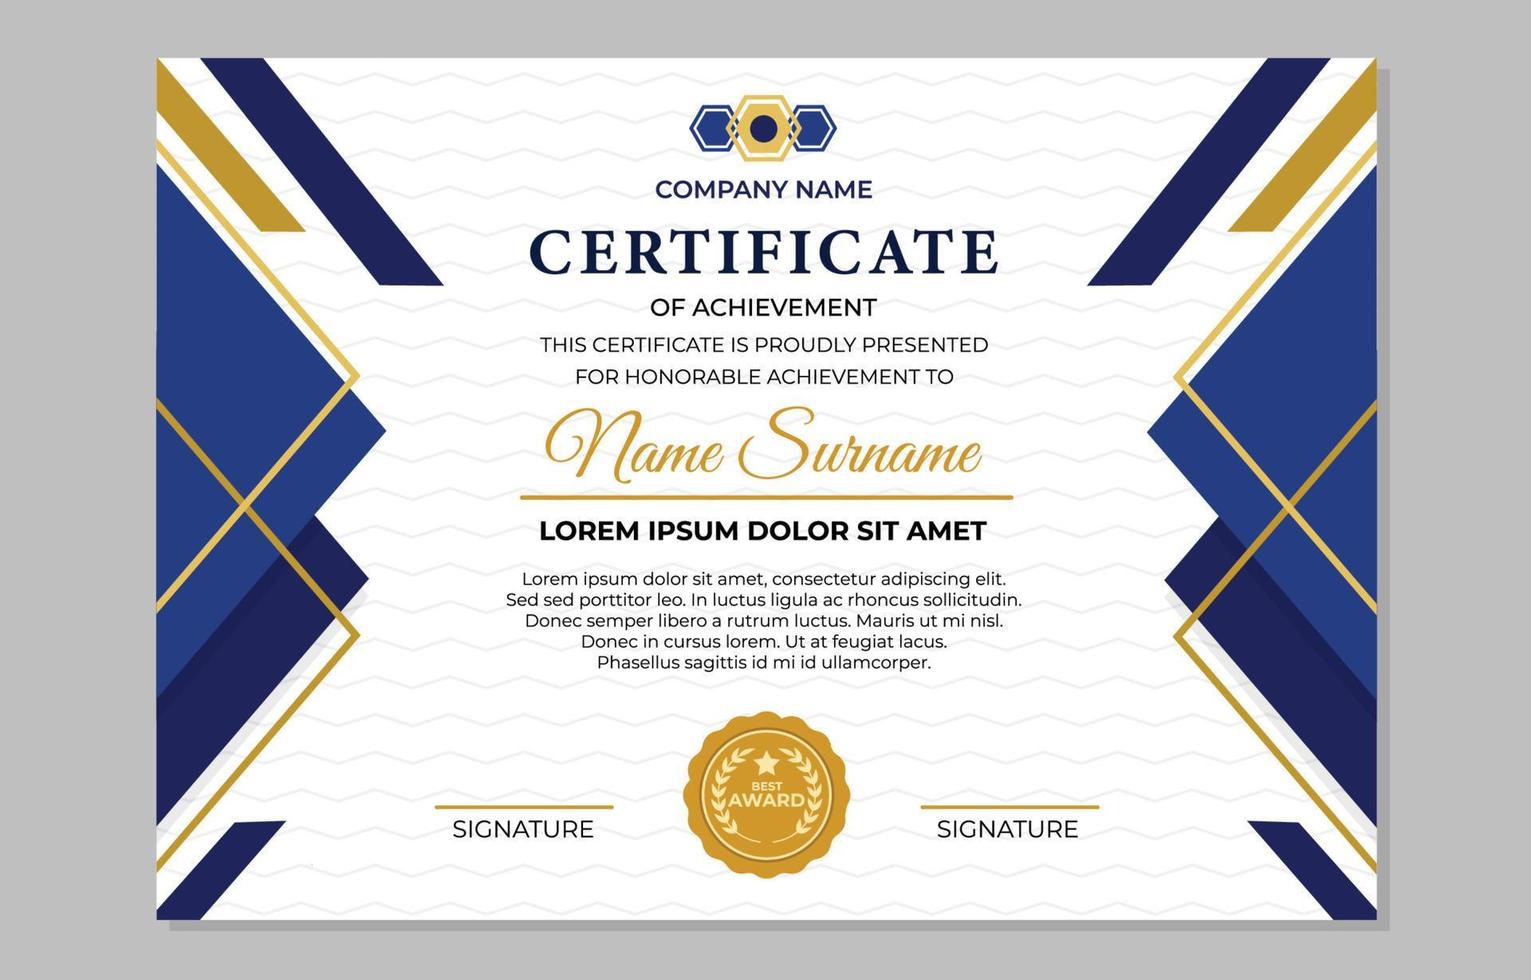 COMPANY NAME
CERTIFICATE
OF ACHIEVEMENT
THIS CERTIFICATE IS PROUDLY PRESENTED
FOR HONORABLE ACHIEVEMENT TO
Name Surname
LOREM IPSUM DOLOR SIT AMET
Lorem ipsum dolor sit amet, consectetur adipiscing elit.
Sed sed porttitor leo. In luctus ligula ac rhoncus sollicitudin.
Donec semper libero a rutrum luctus. Mauris ut mi nisl.
Donec in cursus lorem. Ut at feugiat lacus.
Phasellus sagittis id mi id ullamcorper.
BEST
AWARD
SIGNATURE
SIGNATURE